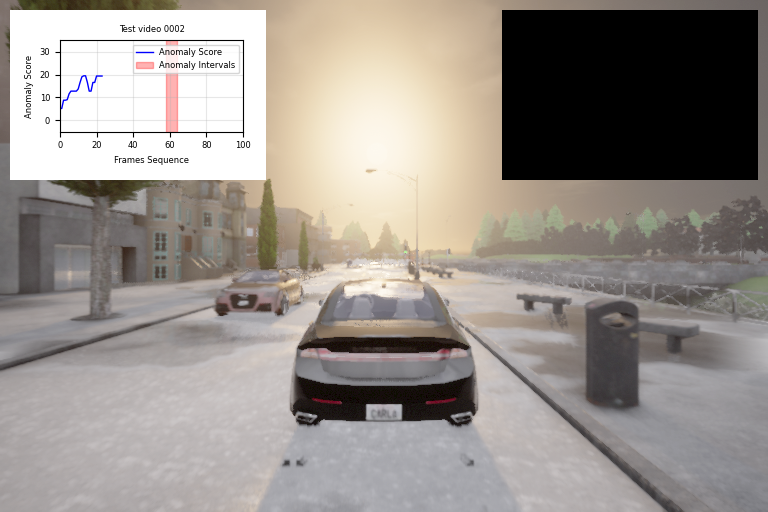 Test video 0002
Anomaly Score
Anomaly Intervals
Anomaly Score
30
20
10
0
0 20 40 60 80 100
Frames Sequence
CARLA